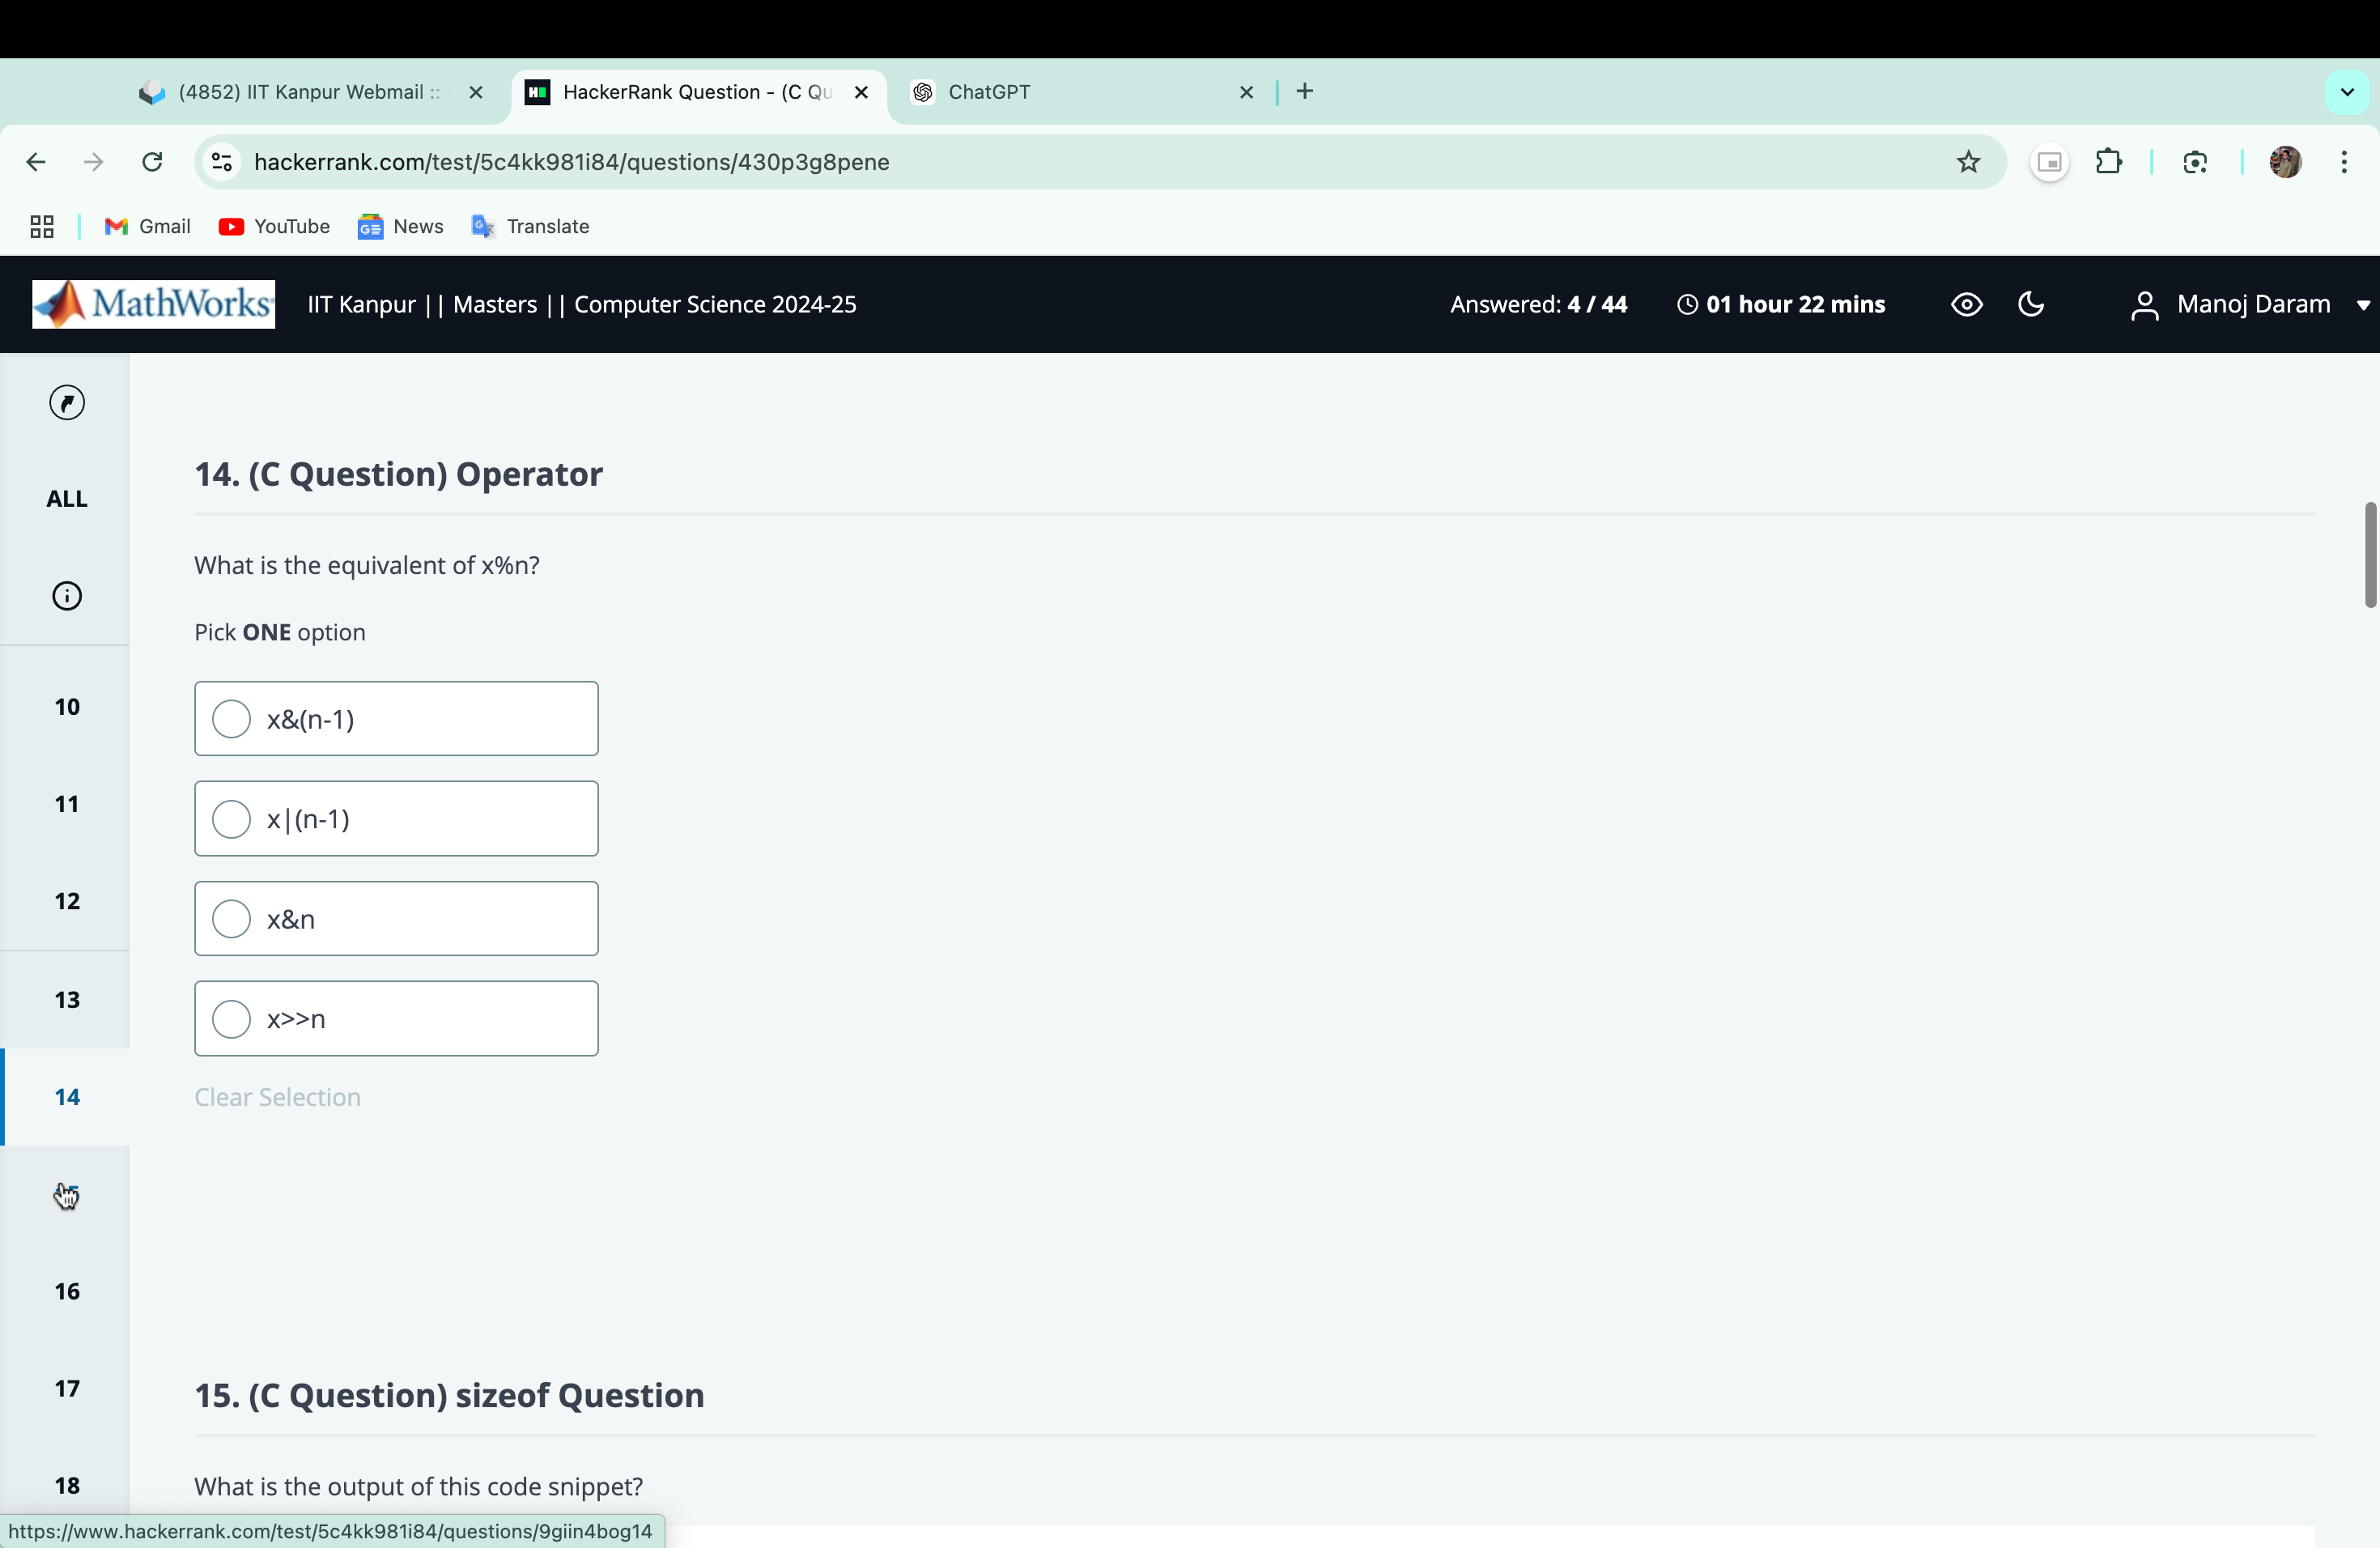 (4852) IIT Kanpur Webmail ::
HackerRank Question - (C Qu
ChatGPT
hackerrank.com/test/5c4kk981i84/questions/430p3g8pene
Gmail
YouTube
News
Translate
MathWorks
IIT Kanpur || Masters || Computer Science 2024-25
Answered: 4 / 44
01 hour 22 mins
Manoj Daram
ALL
10
11
12
13
14
16
17
18
14. (C Question) Operator
What is the equivalent of x%n?
Pick ONE option
x&(n-1)
x|(n-1)
x&n
x>>n
Clear Selection
15. (C Question) sizeof Question
What is the output of this code snippet?
https://www.hackerrank.com/test/5c4kk981i84/questions/9giin4bog14